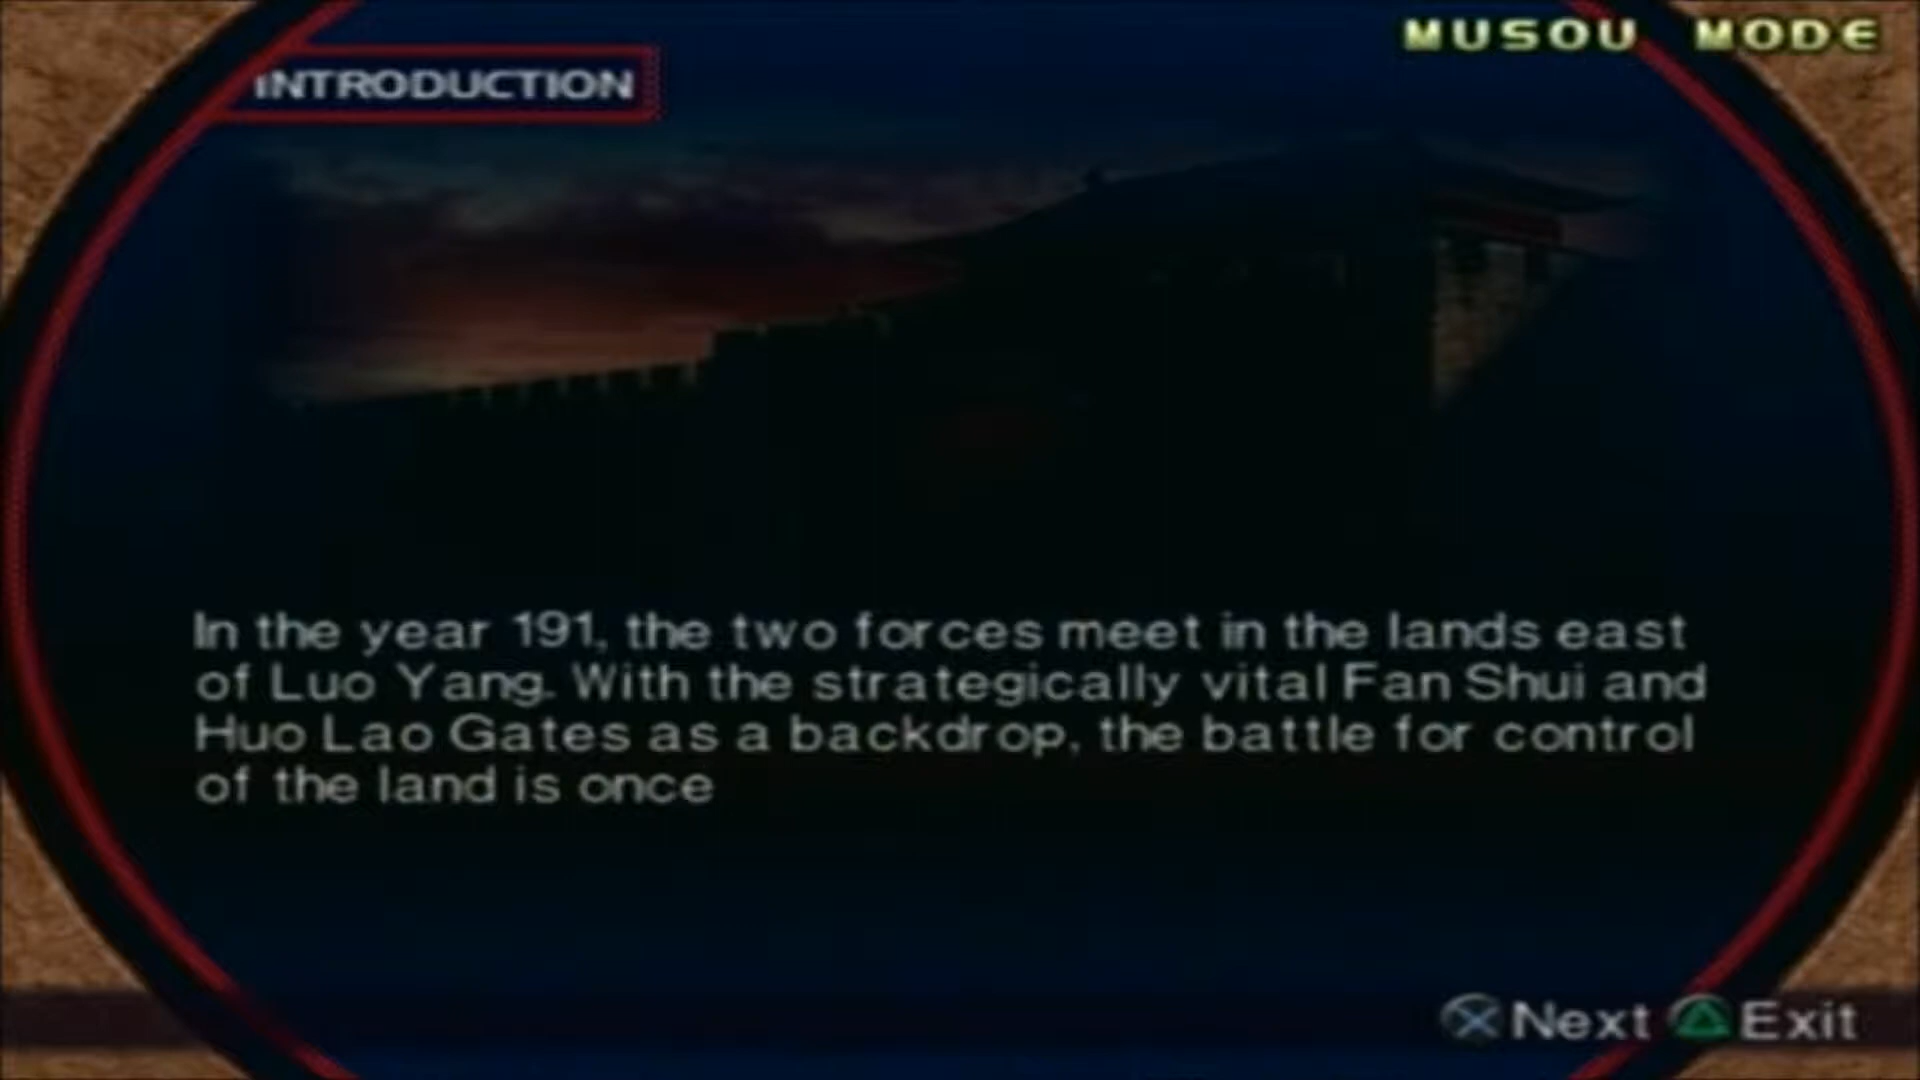 MUSOU MODE
INTRODUCTION
In the year 191, the two forces meet in the lands east
of Luo Yang. With the strategically vital Fan Shui and
Huo Lao Gates as a backdrop, the battle for control
of the land is once
Next Exit